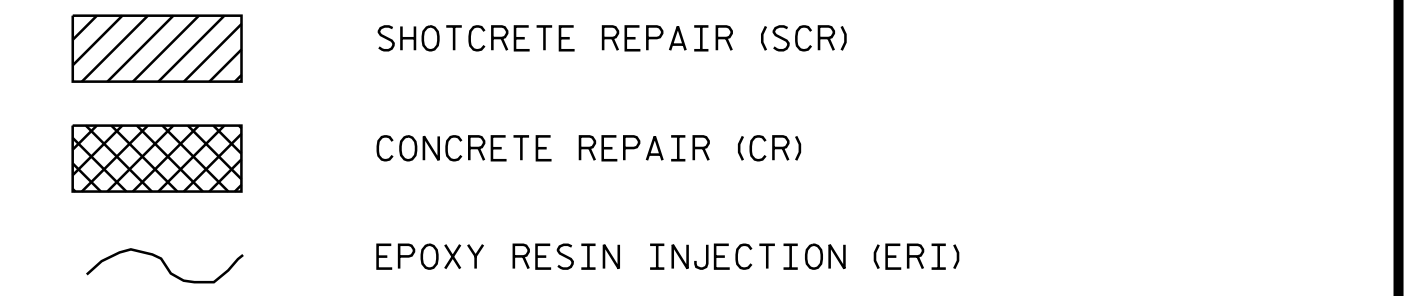 SHOTCRETE REPAIR (SCR)
CONCRETE REPAIR (CR)
EPOXY RESIN INJECTION (ERI)